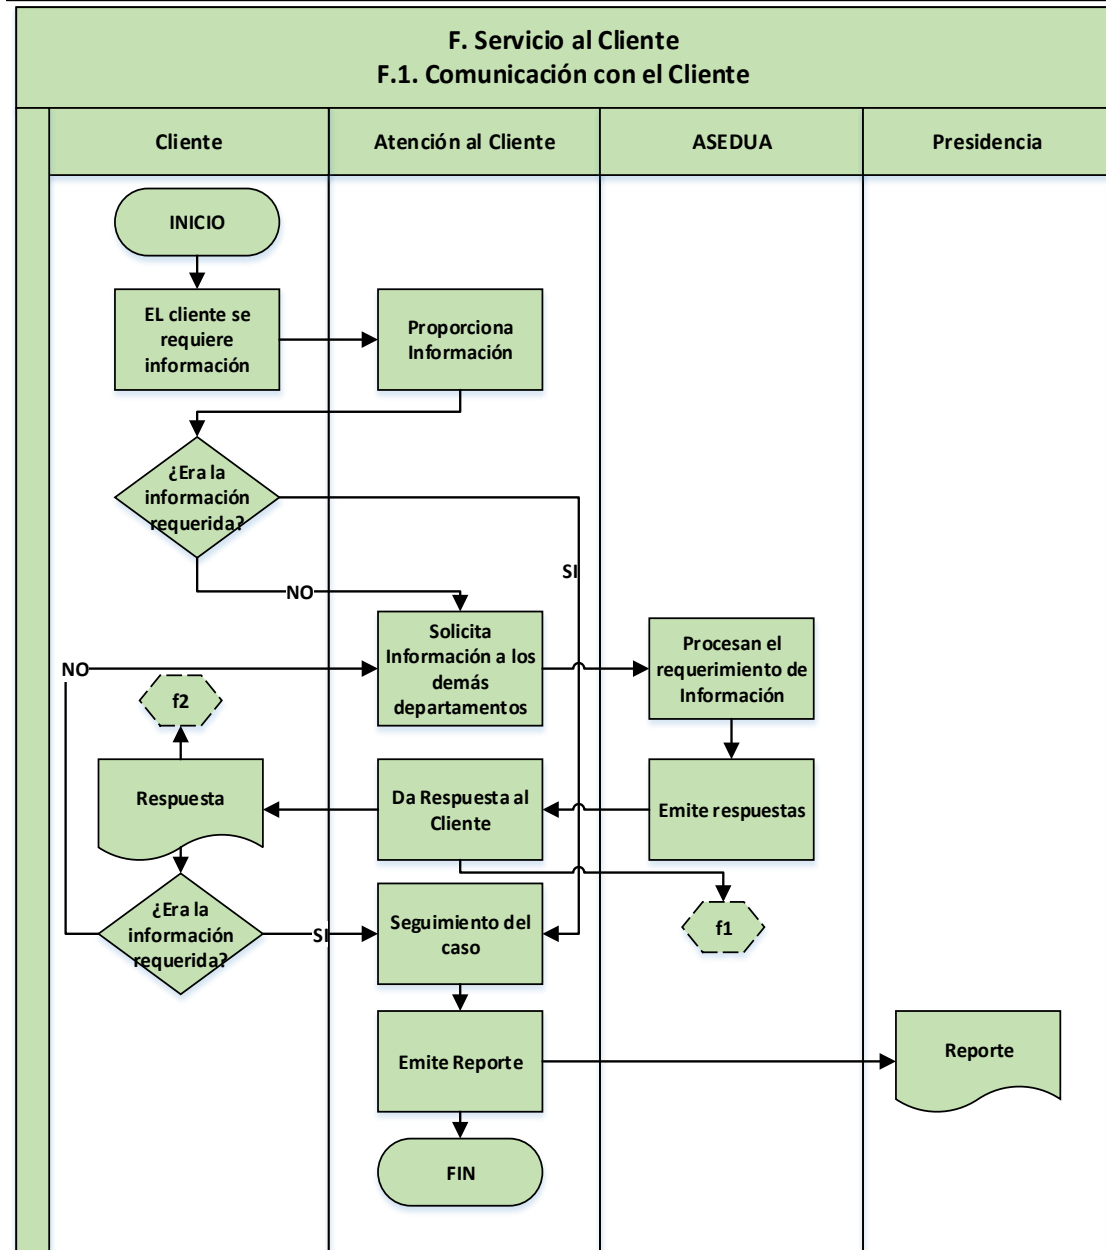 F. Servicio al Cliente
F.1. Comunicación con el Cliente
Cliente
Atención al Cliente
ASEDUA
Presidencia
INICIO
EL cliente se
requiere
información
Proporciona
Información
¿Era la
información
requerida?
SI
NO
Solicita
Información a los
demás
departamentos
Procesan el
requerimiento de
Información
NO
f2
Respuesta
Da Respuesta al
Cliente
Emite respuestas
¿Era la
información
requerida?
SI
Seguimiento del
caso
f1
Emite Reporte
Reporte
FIN